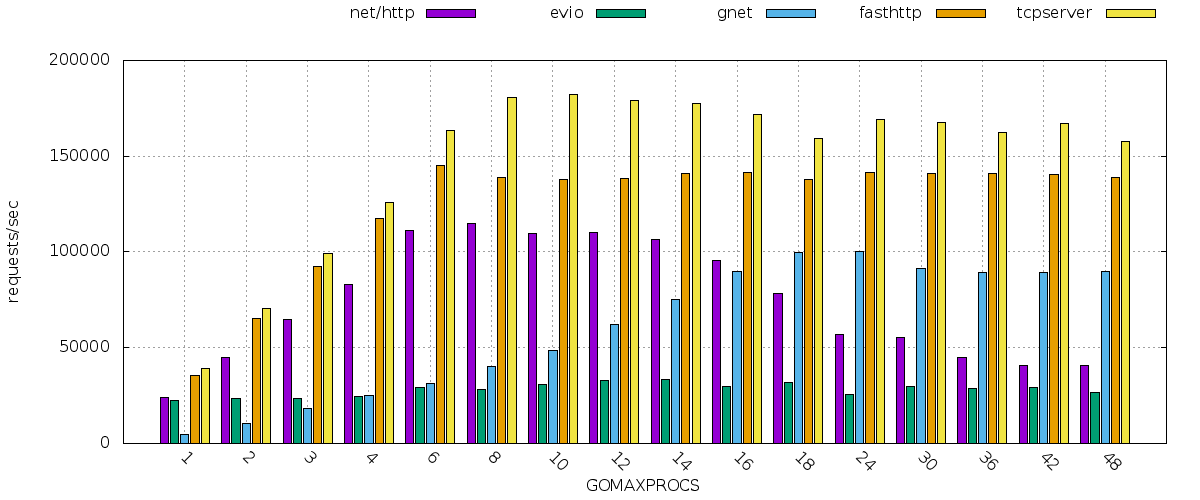 net/http evio gnet fasthttp tcpserver
200000
150000
100000
50000
0
requests/sec
1 2 3 4 6 8 10 12 14 16 18 24 30 36 42 48
GOMAXPROCS